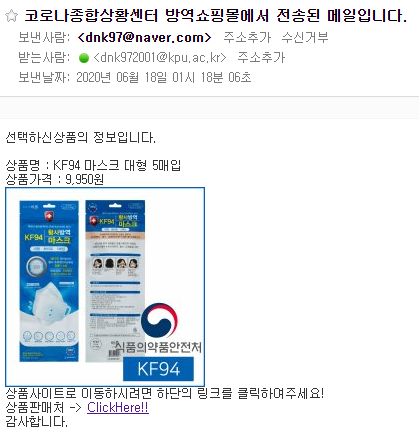 코로나종합상황센터 방역쇼핑몰에서 전송된 메일입니다.
보낸사람: <dnk97@naver.com> 주소추가 수신거부
받는사람: <dnk972001@kpu.ac.kr> 주소추가
보낸날짜: 2020년 06월 18일 01시 18분 06초
선택하신상품의 정보입니다.
상품명 : KF94 마스크 대형 5매입
상품가격 : 9,950원
황사방역
마스크
KF94
KF94
황사방역
마스크
식품의약품안전처
KF94
상품사이트로 이동하시려면 하단의 링크를 클릭하여주세요!
상품판매처 -> ClickHere!!
감사합니다.